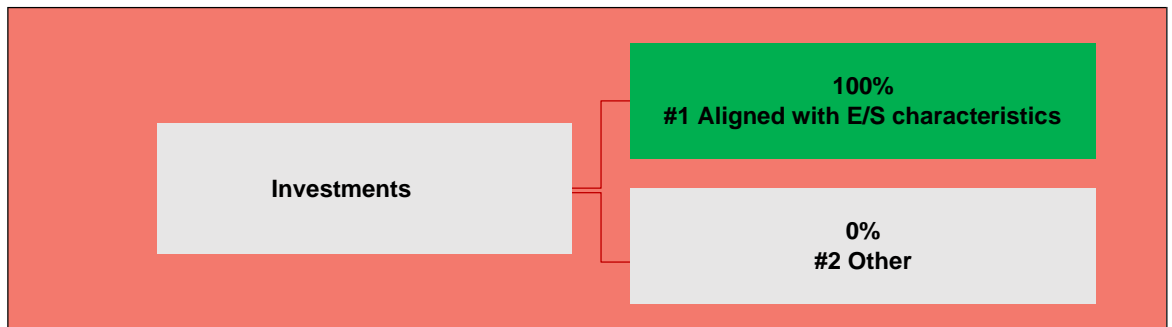 100%
#1 Aligned with E/S characteristics
Investments
0%
#2 Other